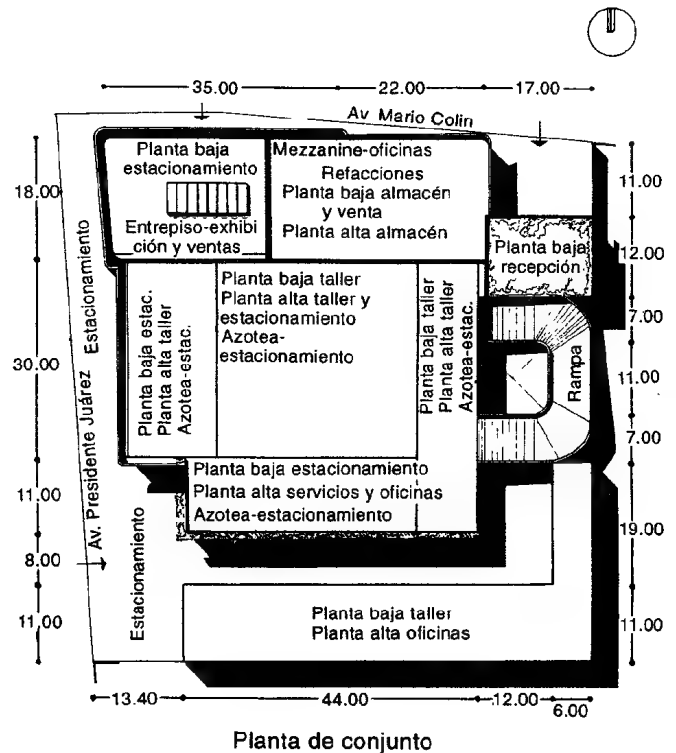 35.00
22.00
17.00
Av Mario Colin
18.00
30.00
11.00
8.00
11.00
Planta baja
estacionamiento
Entrepiso-exhibi
ción y ventas
Mezzanine-oficinas
Refacciones
Planta baja almacén
y venta
Planta alta almacén
11.00
12.00
7.00
11.00
7.00
19.00
11.00
Planta baja
recepción
Rampa
Av. Presidente Juárez
Estacionamiento
Planta baja estac.
Planta alta taller
Azotea-estac.
Planta baja taller
Planta alta taller y
estacionamiento
Azotea-
estacionamiento
Planta baja taller
Planta alta taller
Azotea-estac.
Planta baja estacionamiento
Planta alta servicios y oficinas
Azotea-estacionamiento
Estacionamiento
Planta baja taller
Planta alta oficinas
13.40
44.00
12.00
6.00
Planta de conjunto